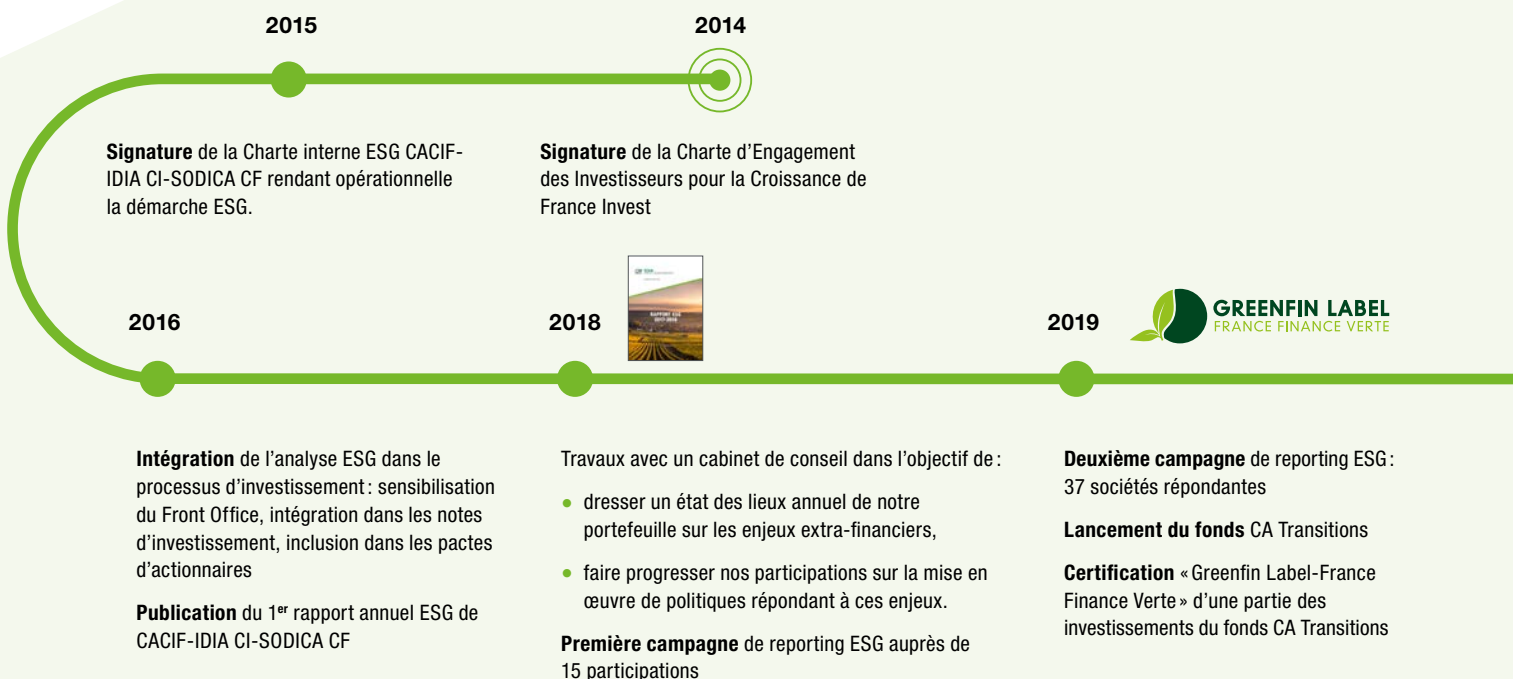 2015
Signature de la Charte interne ESG CACIF-
IDIA CI-SODICA CF rendant opérationnelle
la démarche ESG.
2014
Signature de la Charte d’Engagement
des Investisseurs pour la Croissance de
France Invest
2016
Intégration de l’analyse ESG dans le
processus d’investissement : sensibilisation
du Front Office, intégration dans les notes
d’investissement, inclusion dans les pactes
d’actionnaires
Publication du 1er rapport annuel ESG de
CACIF-IDIA CI-SODICA CF
2018
RAPPORT ESG
2017-2018
Travaux avec un cabinet de conseil dans l’objectif de :
• dresser un état des lieux annuel de notre
portefeuille sur les enjeux extra-financiers,
• faire progresser nos participations sur la mise en
œuvre de politiques répondant à ces enjeux.
Première campagne de reporting ESG auprès de
15 participations
2019
GREENFIN LABEL
FRANCE FINANCE VERTE
Deuxième campagne de reporting ESG :
37 sociétés répondantes
Lancement du fonds CA Transitions
Certification « Greenfin Label-France
Finance Verte » d’une partie des
investissements du fonds CA Transitions